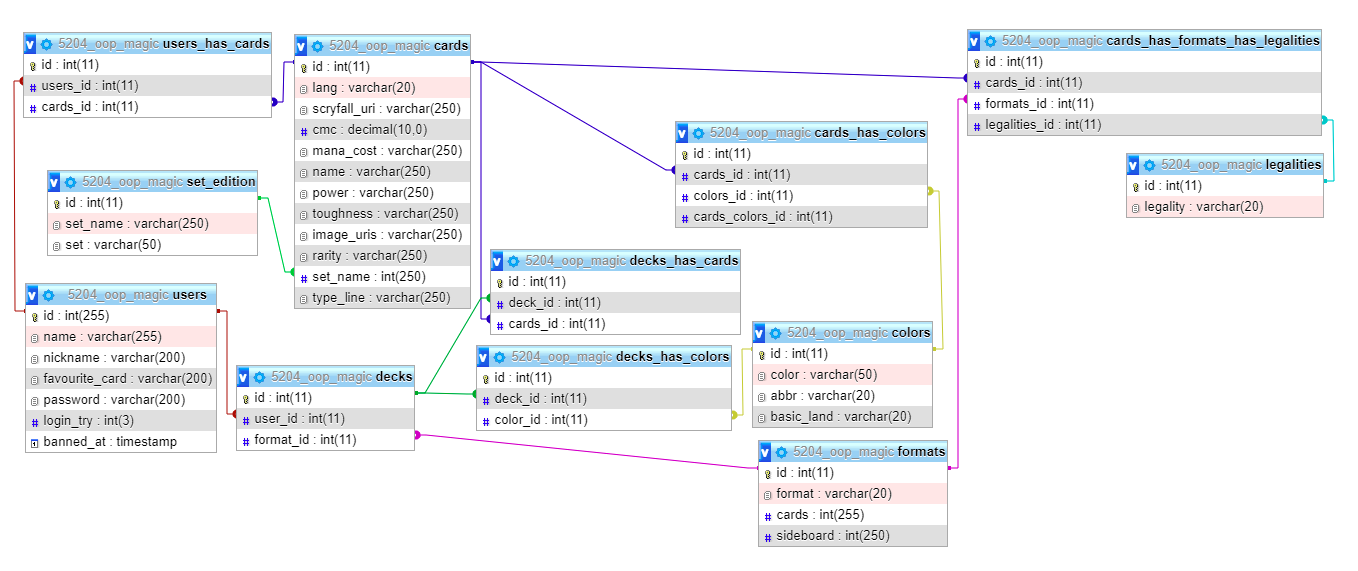 5204_oop_magic users_has_cards
id : int(11)
users_id : int(11)
cards_id : int(11)
5204_oop_magic cards
id : int(11)
lang : varchar(20)
scryfall_uri : varchar(250)
cmc : decimal(10,0)
mana_cost : varchar(250)
name : varchar(250)
power : varchar(250)
toughness : varchar(250)
image_uris : varchar(250)
rarity : varchar(250)
set_name : int(250)
type_line : varchar(250)
5204_oop_magic cards_has_formats_has_legalities
id : int(11)
cards_id : int(11)
formats_id : int(11)
legalities_id : int(11)
5204_oop_magic cards_has_colors
id : int(11)
cards_id : int(11)
colors_id : int(11)
cards_colors_id : int(11)
5204_oop_magic legalities
id : int(11)
legality : varchar(20)
5204_oop_magic set_edition
id : int(11)
set_name : varchar(250)
set : varchar(50)
5204_oop_magic decks_has_cards
id : int(11)
deck_id : int(11)
cards_id : int(11)
5204_oop_magic users
id : int(255)
name : varchar(255)
nickname : varchar(200)
favourite_card : varchar(200)
password : varchar(200)
login_try : int(3)
banned_at : timestamp
5204_oop_magic decks
id : int(11)
user_id : int(11)
format_id : int(11)
5204_oop_magic decks_has_colors
id : int(11)
deck_id : int(11)
color_id : int(11)
5204_oop_magic colors
id : int(11)
color : varchar(50)
abbr : varchar(20)
basic_land : varchar(20)
5204_oop_magic formats
id : int(11)
format : varchar(20)
cards : int(255)
sideboard : int(250)